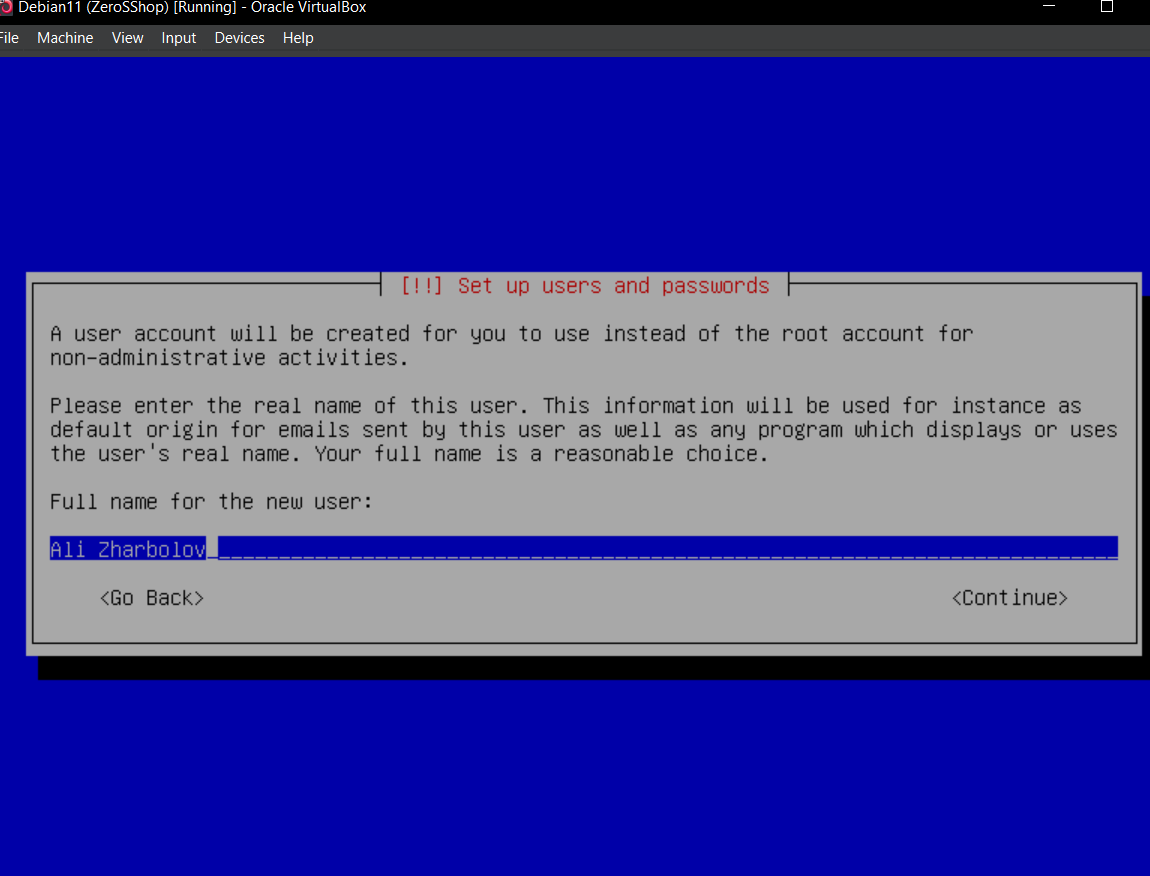 Debian11 (ZeroSShop) [Running] - Oracle VirtualBox
File Machine View Input Devices Help
[!!] Set up users and passwords
A user account will be created for you to use instead of the root account for
non-administrative activities.
Please enter the real name of this user. This information will be used for instance as
default origin for emails sent by this user as well as any program which displays or uses
the user's real name. Your full name is a reasonable choice.
Full name for the new user:
Ali Zharbolov
<Go Back> <Continue>